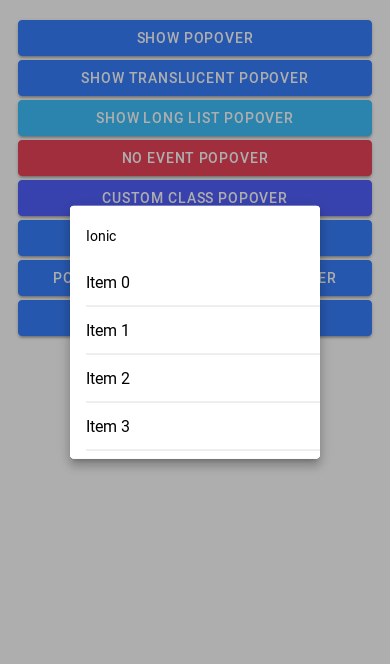 SHOW POPOVER
SHOW TRANSLUCENT POPOVER
SHOW LONG LIST POPOVER
NO EVENT POPOVER
CUSTOM CLASS POPOVER
Ionic
Item 0
Item 1
Item 2
Item 3